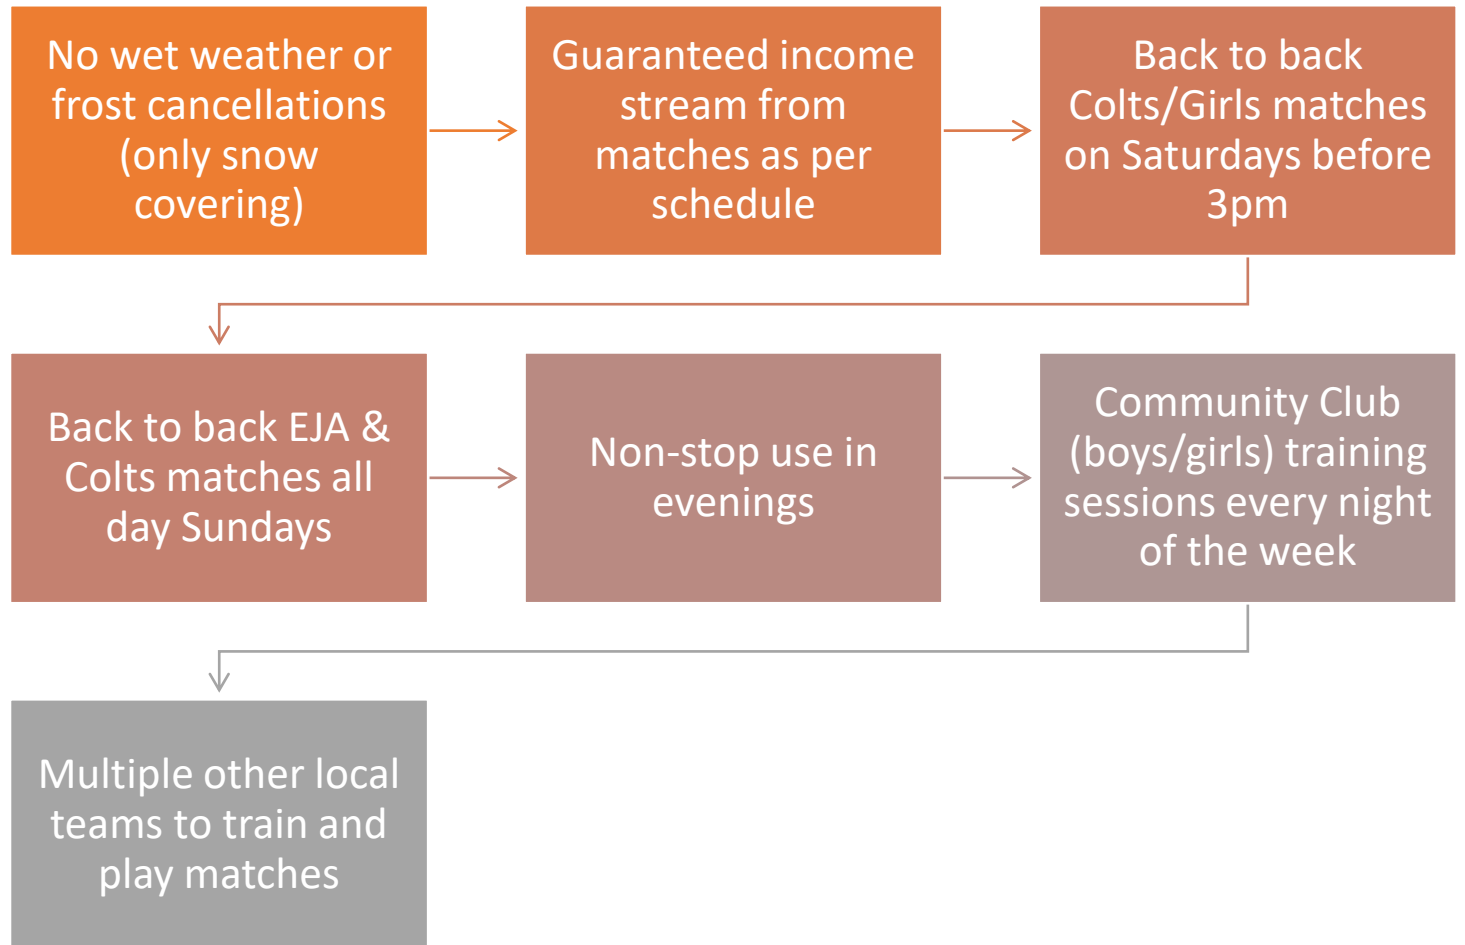 No wet weather or
frost cancellations
(only snow
covering)
Guaranteed income
stream from
matches as per
schedule
Back to back
Colts/Girls matches
on Saturdays before
3pm
Back to back EJA &
Colts matches all
day Sundays
Non-stop use in
evenings
Community Club
(boys/girls) training
sessions every night
of the week
Multiple other local
teams to train and
play matches